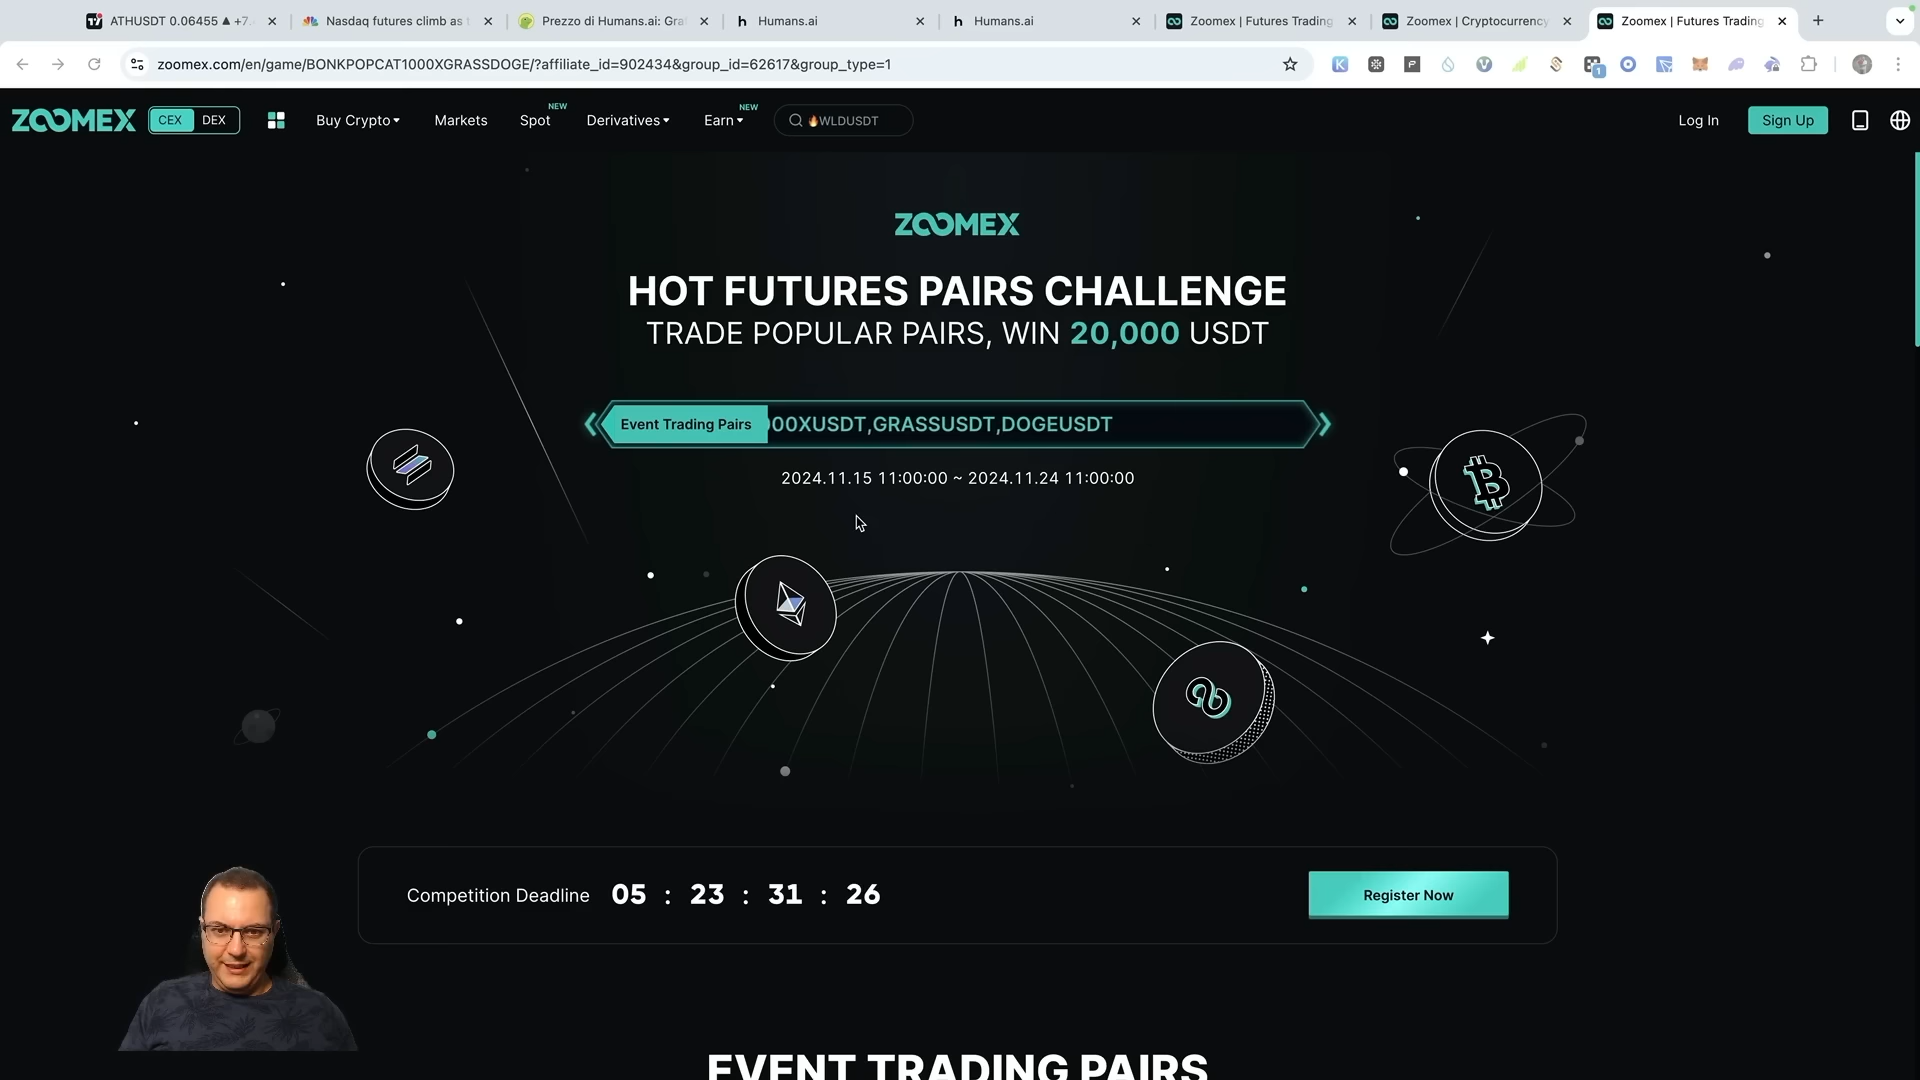 ATHUSDT 0.06455 ▲ +7.
Nasdaq futures climb as t
Prezzo di Humans.ai: Gra
Humans.ai
Humans.ai
Zoomex | Futures Trading
Zoomex | Cryptocurrency
Zoomex | Futures Trading
zoomex.com/en/game/BONKPOPCAT1000XGRASSDOGE/?affiliate_id=902434&group_id=62617&group_type=1
1
ZOOMEX
CEX
DEX
Buy Crypto
Markets
Spot
NEW
Derivatives
Earn
NEW
WLDUSDT
Log In
Sign Up
ZOOMEX
HOT FUTURES PAIRS CHALLENGE
TRADE POPULAR PAIRS, WIN 20,000 USDT
Event Trading Pairs
000XUSDT,GRASSUSDT,DOGEUSDT
2024.11.15 11:00:00 ~ 2024.11.24 11:00:00
Competition Deadline 05 : 23 : 31 : 26
Register Now
EVENT TRADING PAIRS